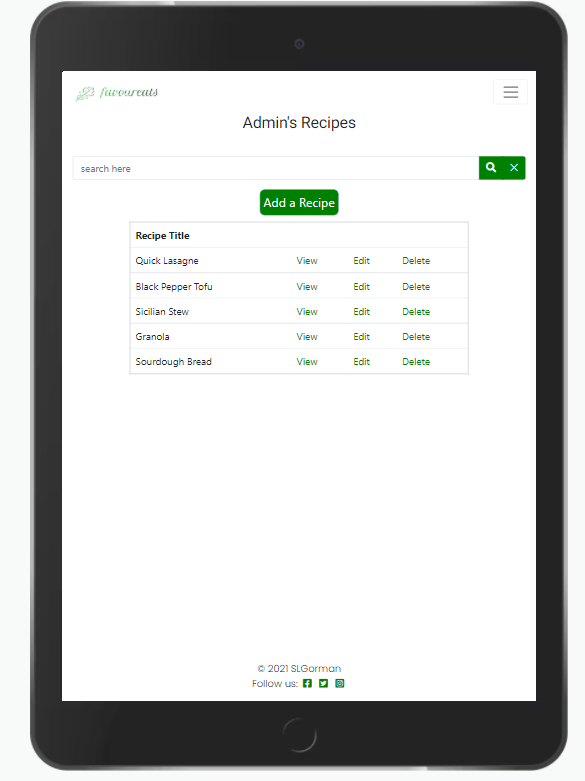 favoureats
Admin's Recipes
search here
Add a Recipe
Recipe Title
Quick Lasagne View Edit Delete
Black Pepper Tofu View Edit Delete
Sicilian Stew View Edit Delete
Granola View Edit Delete
Sourdough Bread View Edit Delete
© 2021 SLGorman
Follow us: